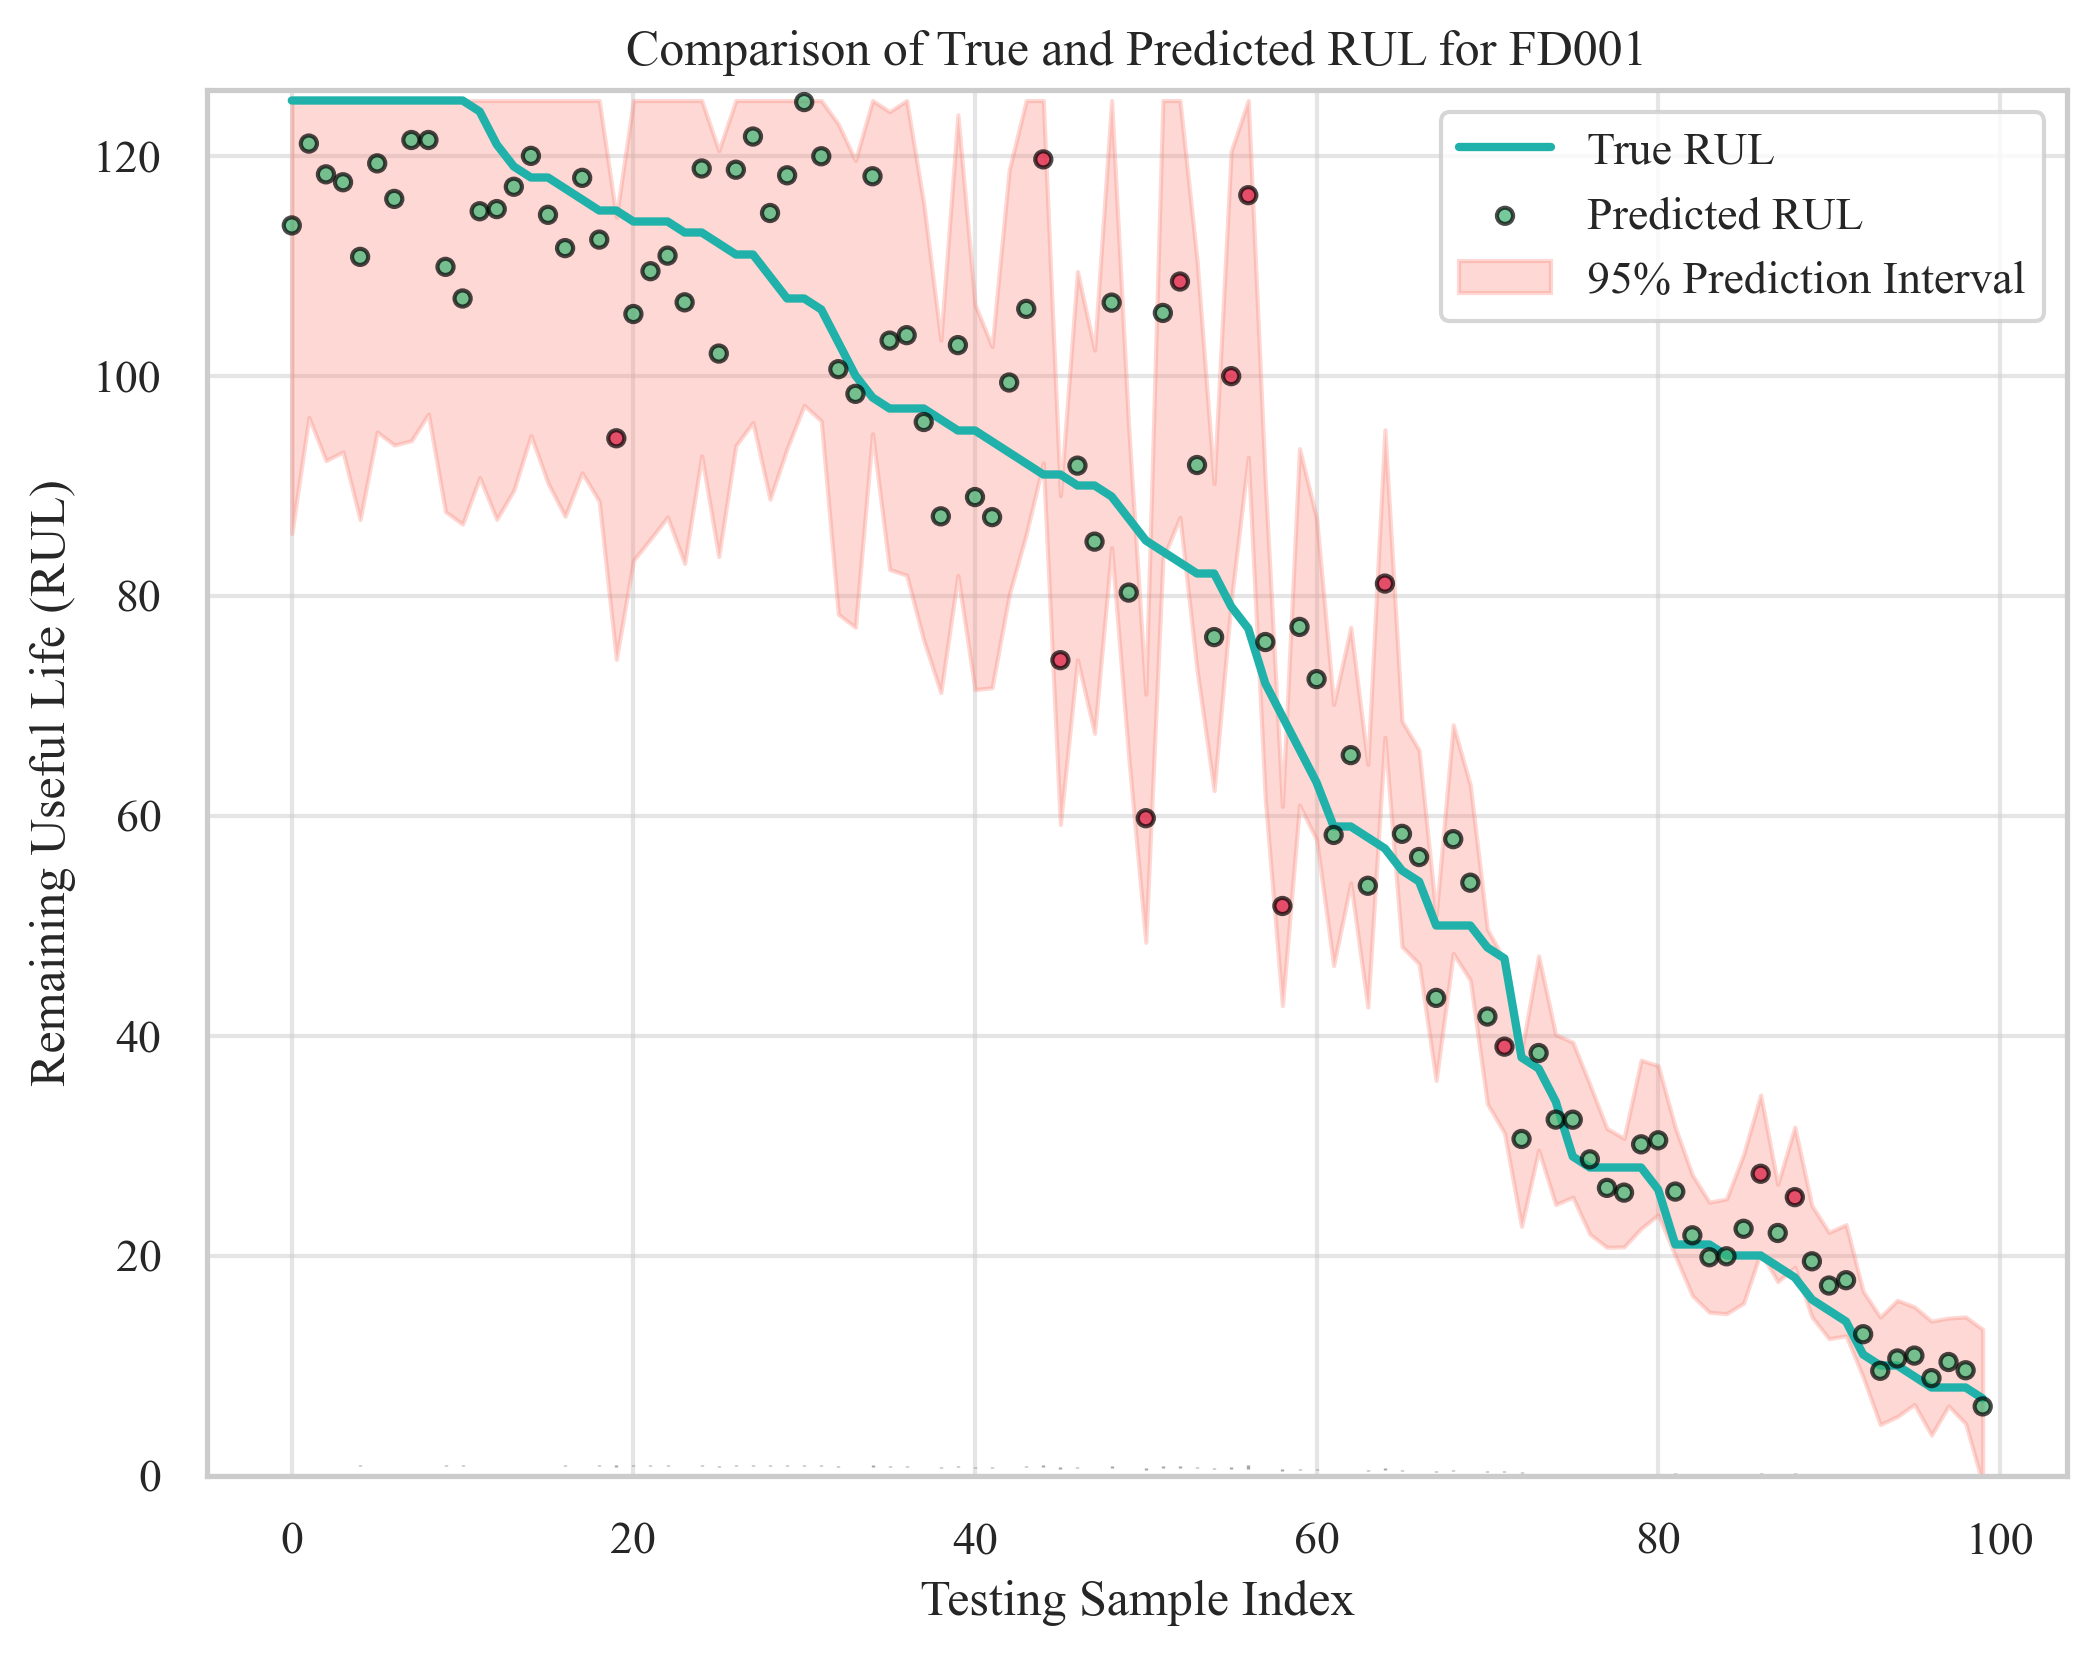 Comparison of True and Predicted RUL for FD001
True RUL
Predicted RUL
95% Prediction Interval
Remaining Useful Life (RUL)
120
100
80
60
40
20
0
0 20 40 60 80 100
Testing Sample Index